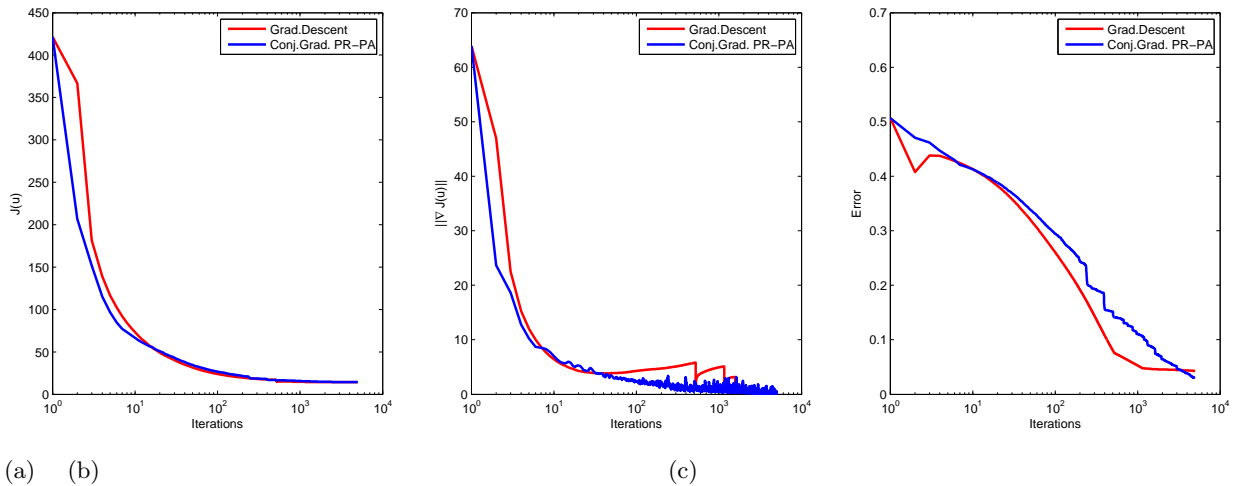 450
400
350
300
250
200
150
100
50
0
J(u)
10^0 10^1 10^2 10^3 10^4
Iterations
Grad.Descent
Conj.Grad. PR−PA
70
60
50
40
30
20
10
0
||∇ J(u)||
10^0 10^1 10^2 10^3 10^4
Iterations
Grad.Descent
Conj.Grad. PR−PA
0.7
0.6
0.5
0.4
0.3
0.2
0.1
0
Error
10^0 10^1 10^2 10^3 10^4
Iterations
Grad.Descent
Conj.Grad. PR−PA
(a) (b) (c)